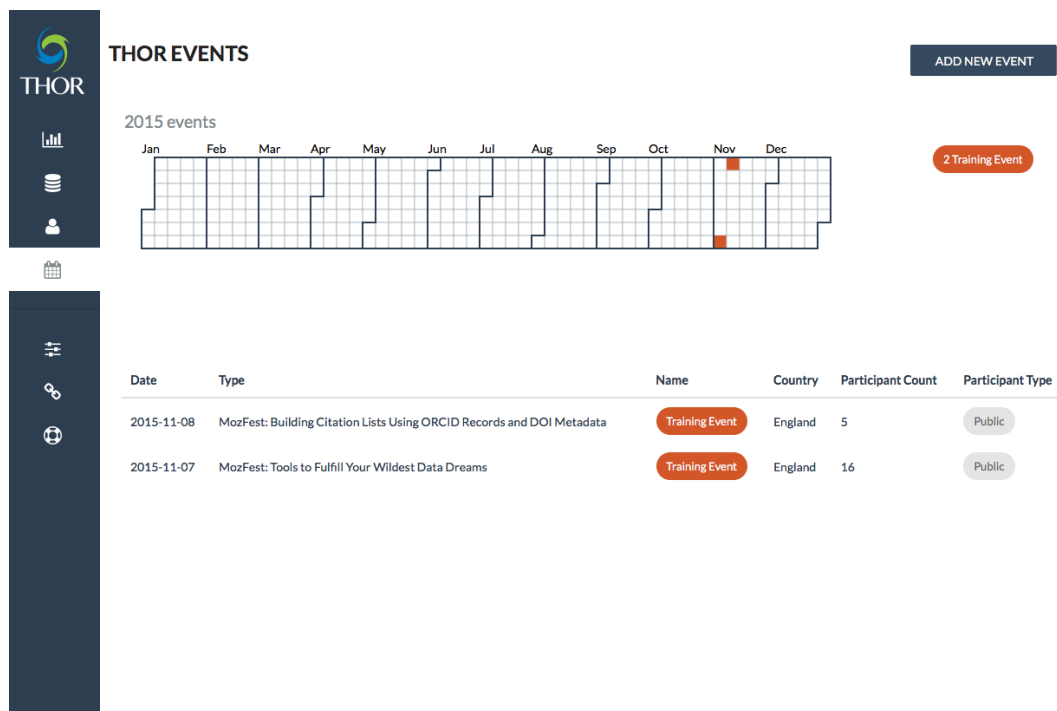 THOR
THOR EVENTS
ADD NEW EVENT
2015 events
Jan Feb Mar Apr May Jun Jul Aug Sep Oct Nov Dec
2 Training Event
Date Type Name Country Participant Count Participant Type
2015-11-08 MozFest: Building Citation Lists Using ORCID Records and DOI Metadata Training Event England 5 Public
2015-11-07 MozFest: Tools to Fulfill Your Wildest Data Dreams Training Event England 16 Public